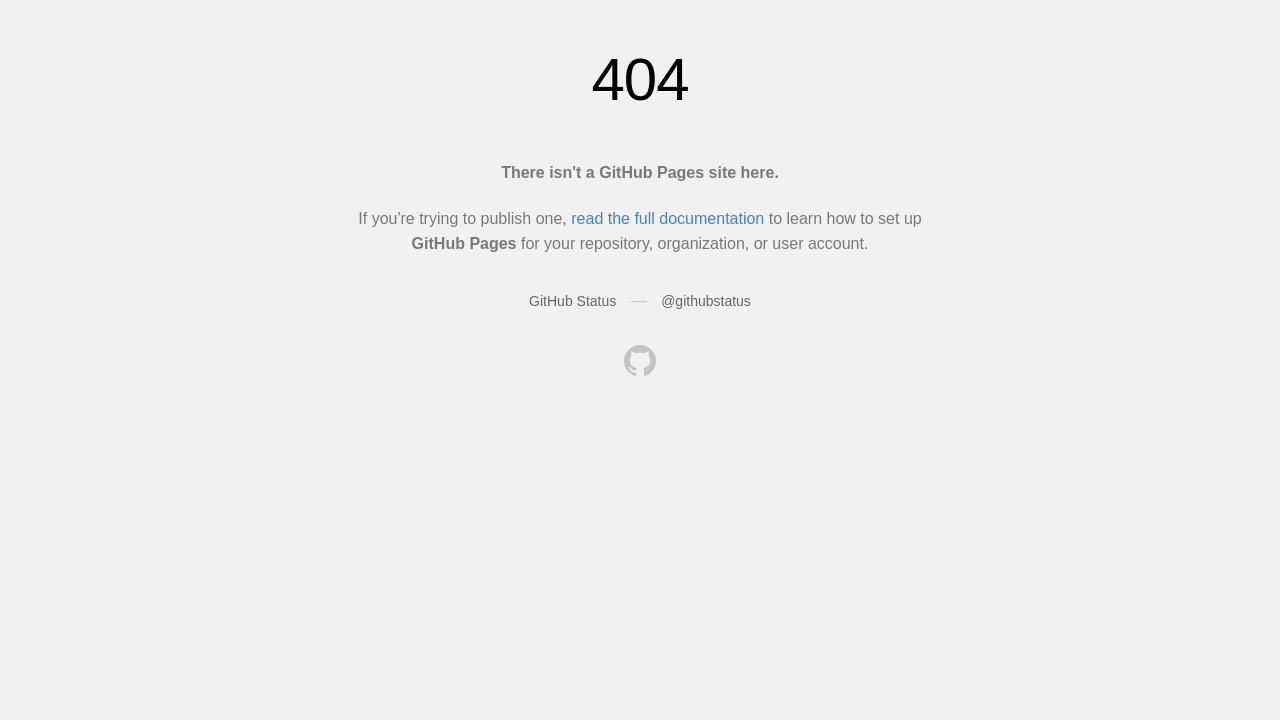 404
There isn't a GitHub Pages site here.
If you're trying to publish one, read the full documentation to learn how to set up
GitHub Pages for your repository, organization, or user account.
GitHub Status — @githubstatus